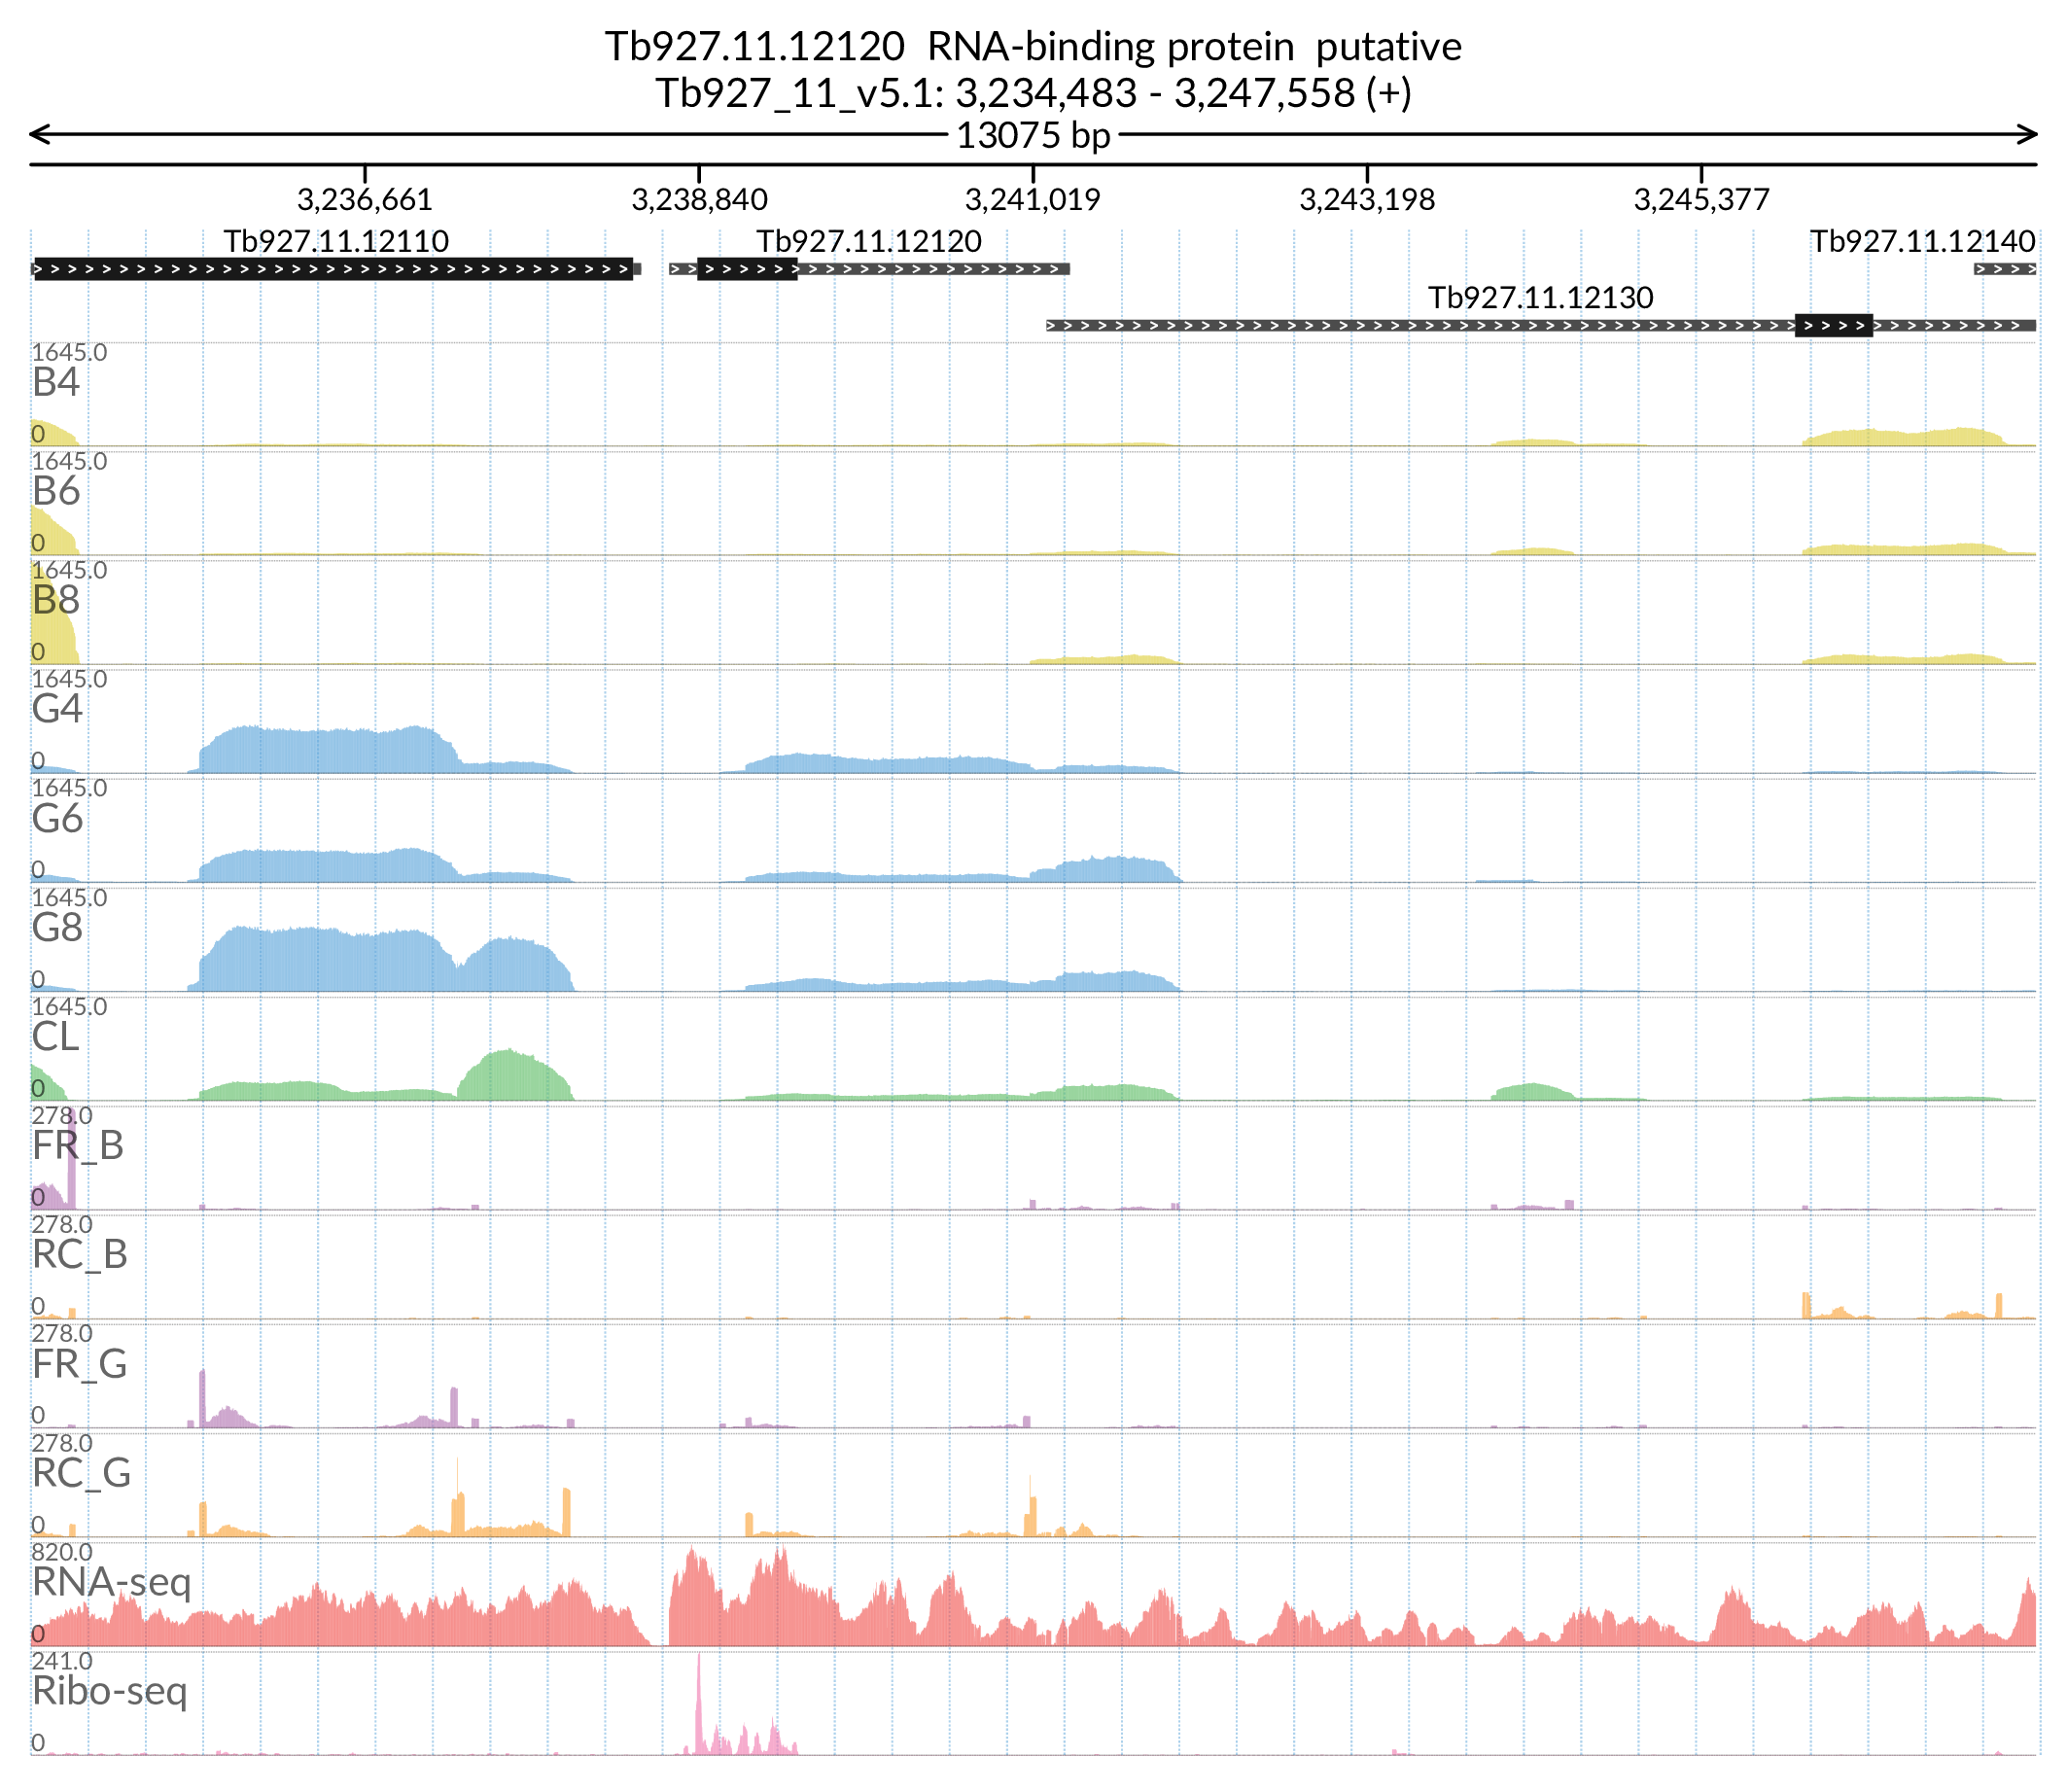 Tb927.11.12120  RNA-binding protein  putative
Tb927_11_v5.1: 3,234,483 - 3,247,558 (+)
13075 bp
3,236,661 3,238,840 3,241,019 3,243,198 3,245,377
Tb927.11.12110 Tb927.11.12120 Tb927.11.12140
Tb927.11.12130
1645.0
B4
0
1645.0
B6
0
1645.0
B8
0
1645.0
G4
0
1645.0
G6
0
1645.0
G8
0
1645.0
CL
0
278.0
FR_B
0
278.0
RC_B
0
278.0
FR_G
0
278.0
RC_G
0
820.0
RNA-seq
0
241.0
Ribo-seq
0